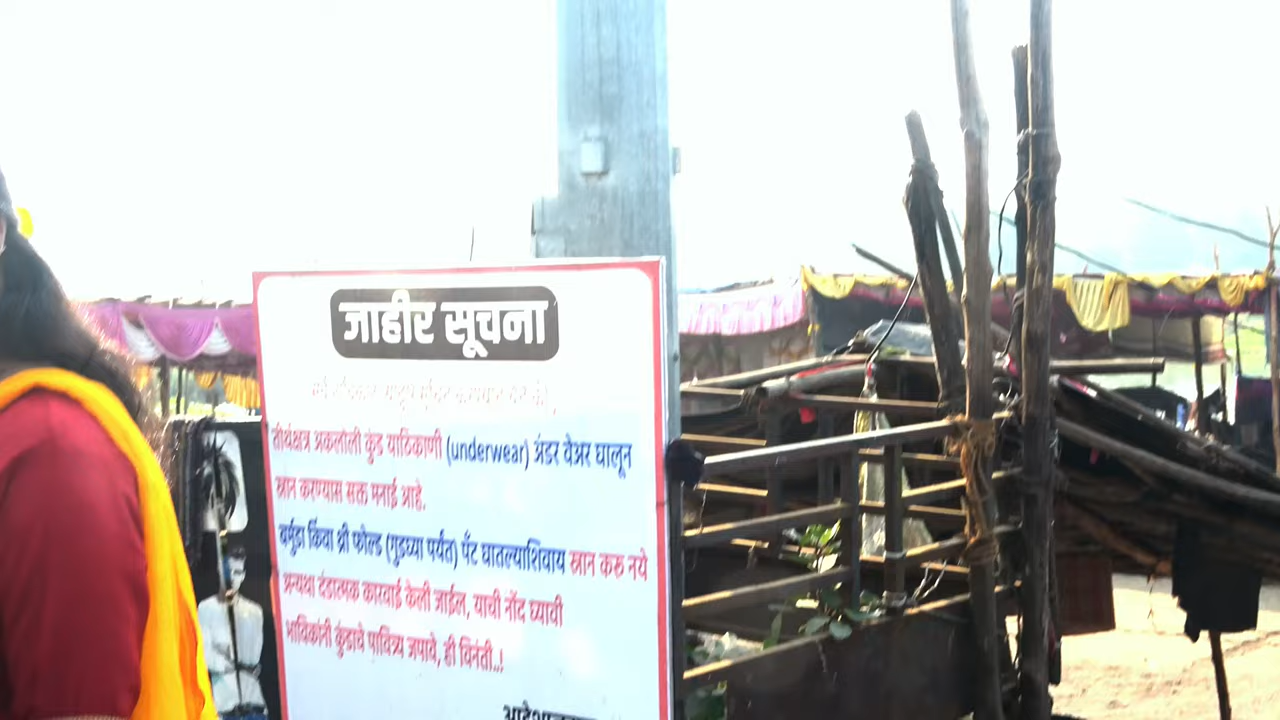 जाहीर सूचना
तीर्थक्षेत्र अकलोली कुंड याठिकाणी (underwear) अंडर वेअर घालून
स्नान करण्यास सक्त मनाई आहे.
बर्मुडा किंवा थ्री फोल्ड (गुडघ्या पर्यंत) पँट घातल्याशिवाय स्नान करू नये
अन्यथा दंडात्मक कारवाई केली जाईल, याची नोंद घ्यावी
भाविकांनी कुंडाचे पावित्र्य जपावे, ही विनंती..!